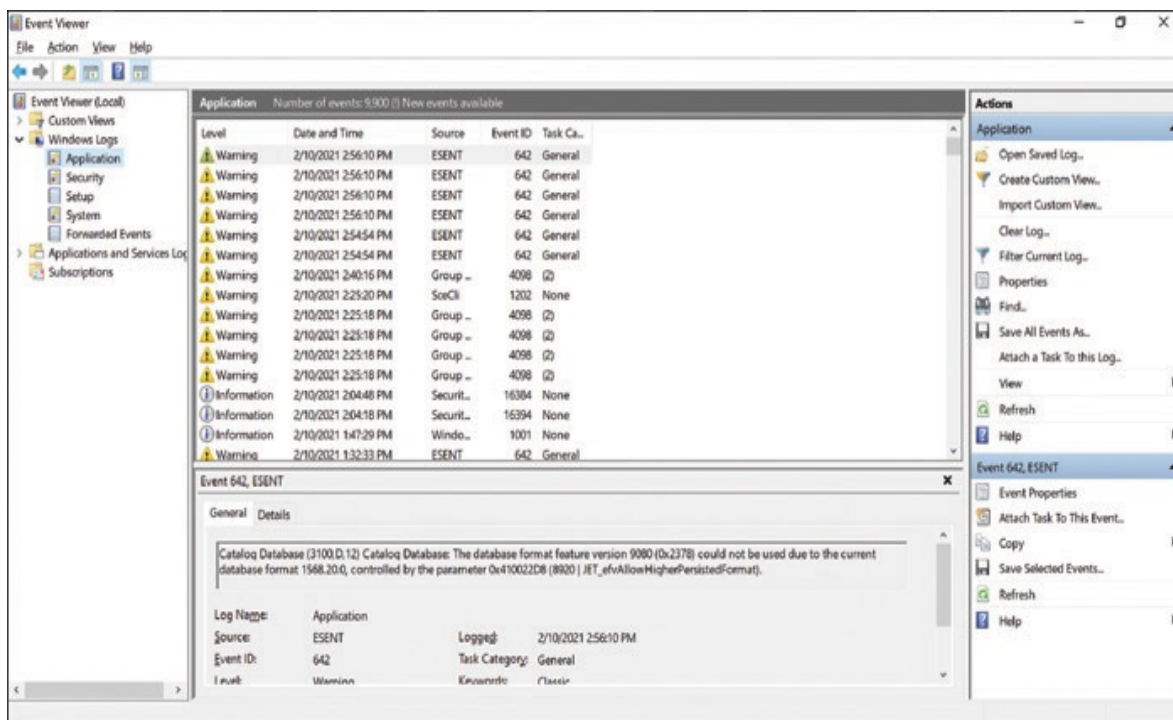 Event Viewer
File Action View Help
Event Viewer (Local)
Custom Views
Windows Logs
Application
Security
Setup
System
Forwarded Events
Applications and Services Log
Subscriptions
Application Number of events: 9,900 (!) New events available
Level Date and Time Source Event ID Task Ca...
Warning 2/10/2021 2:56:10 PM ESENT 642 General
Warning 2/10/2021 2:56:10 PM ESENT 642 General
Warning 2/10/2021 2:56:10 PM ESENT 642 General
Warning 2/10/2021 2:56:10 PM ESENT 642 General
Warning 2/10/2021 2:54:54 PM ESENT 642 General
Warning 2/10/2021 2:54:54 PM ESENT 642 General
Warning 2/10/2021 2:40:16 PM Group ... 4098 (2)
Warning 2/10/2021 2:25:20 PM SceCli 1202 None
Warning 2/10/2021 2:25:18 PM Group ... 4098 (2)
Warning 2/10/2021 2:25:18 PM Group ... 4098 (2)
Warning 2/10/2021 2:25:18 PM Group ... 4098 (2)
Warning 2/10/2021 2:25:18 PM Group ... 4098 (2)
Information 2/10/2021 2:04:48 PM Securit... 16384 None
Information 2/10/2021 2:04:18 PM Securit... 16394 None
Information 2/10/2021 1:47:29 PM Windo... 1001 None
Warning 2/10/2021 1:32:33 PM ESENT 642 General
Event 642, ESENT
General Details
Catalog Database (3100,D,12) Catalog Database: The database format feature version 9080 (0x2378) could not be used due to the current
database format 1568.20.0, controlled by the parameter 0x410022D8 (8920 | JET_efvAllowHigherPersistedFormat).
Log Name: Application
Source: ESENT Logged: 2/10/2021 2:56:10 PM
Event ID: 642 Task Category: General
Level: Warning Keywords: Classic
Actions
Application
Open Saved Log...
Create Custom View...
Import Custom View...
Clear Log...
Filter Current Log...
Properties
Find...
Save All Events As...
Attach a Task To this Log...
View
Refresh
Help
Event 642, ESENT
Event Properties
Attach Task To This Event...
Copy
Save Selected Events...
Refresh
Help